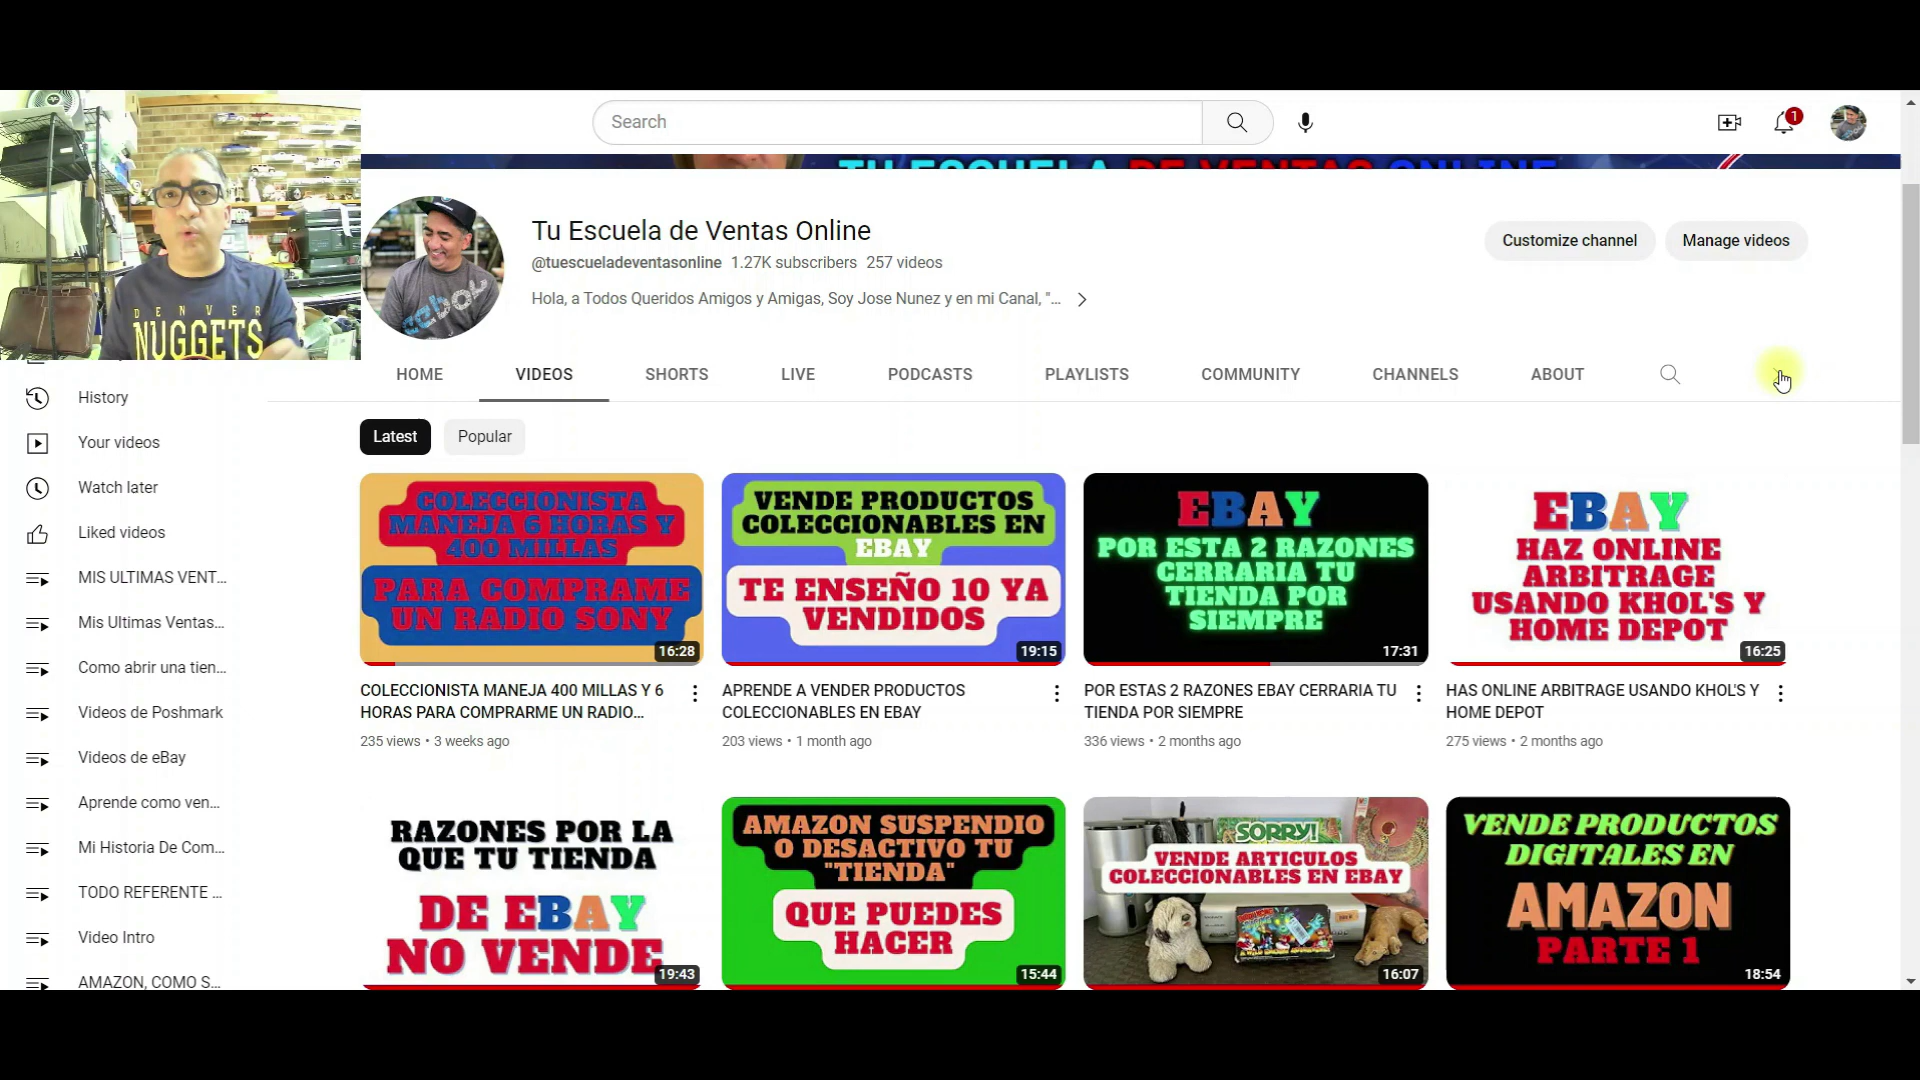 Search
1
TU ESCUELA DE VENTAS ONLINE
Tu Escuela de Ventas Online
@tuescueladeventasonline 1.27K subscribers 257 videos
Hola, a Todos Queridos Amigos y Amigas, Soy Jose Nunez y en mi Canal, "...
Customize channel
Manage videos
DENVER
NUGGETS
HOME
VIDEOS
SHORTS
LIVE
PODCASTS
PLAYLISTS
COMMUNITY
CHANNELS
ABOUT
History
Your videos
Watch later
Liked videos
MIS ULTIMAS VENT...
Mis Ultimas Ventas...
Como abrir una tien...
Videos de Poshmark
Videos de eBay
Aprende como ven...
Mi Historia De Com...
TODO REFERENTE ...
Video Intro
AMAZON, COMO S...
Latest
Popular
COLECCIONISTA
MANEJA 6 HORAS Y
400 MILLAS
PARA COMPRAME
UN RADIO SONY
16:28
COLECCIONISTA MANEJA 400 MILLAS Y 6
HORAS PARA COMPRARME UN RADIO...
235 views • 3 weeks ago
VENDE PRODUCTOS
COLECCIONABLES EN
EBAY
TE ENSEÑO 10 YA
VENDIDOS
19:15
APRENDE A VENDER PRODUCTOS
COLECCIONABLES EN EBAY
203 views • 1 month ago
EBAY
POR ESTA 2 RAZONES
CERRARIA TU
TIENDA POR
SIEMPRE
17:31
POR ESTAS 2 RAZONES EBAY CERRARIA TU
TIENDA POR SIEMPRE
336 views • 2 months ago
EBAY
HAZ ONLINE
ARBITRAGE
USANDO KHOL'S Y
HOME DEPOT
16:25
HAS ONLINE ARBITRAGE USANDO KHOL'S Y
HOME DEPOT
275 views • 2 months ago
RAZONES POR LA
QUE TU TIENDA
DE EBAY
NO VENDE
19:43
AMAZON SUSPENDIO
O DESACTIVO TU
"TIENDA"
QUE PUEDES
HACER
15:44
SORRY!
VENDE ARTICULOS
COLECCIONABLES EN EBAY
16:07
VENDE PRODUCTOS
DIGITALES EN
AMAZON
PARTE 1
18:54